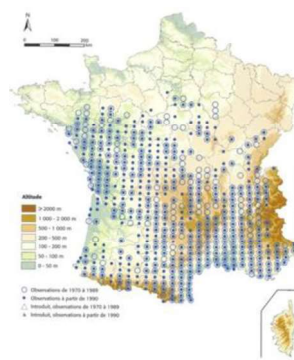 N
0 100 200
Altitude
> 2000 m
1 000 - 2 000 m
500 - 1 000 m
200 - 500 m
100 - 200 m
50 - 100 m
0 - 50 m
Observations de 1970 à 1989
Observations à partir de 1990
Introduit, observations de 1970 à 1989
Introduit, observations à partir de 1990